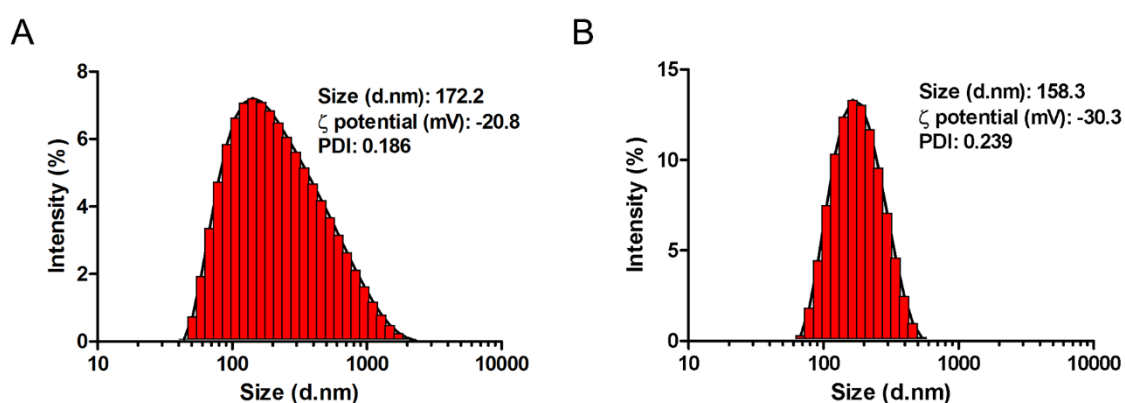 A
8
6
4
2
0
Intensity (%)
Size (d.nm): 172.2
ζ potential (mV): -20.8
PDI: 0.186
10
100
1000
10000
Size (d.nm)
B
15
10
5
0
Intensity (%)
Size (d.nm): 158.3
ζ potential (mV): -30.3
PDI: 0.239
10
100
1000
10000
Size (d.nm)